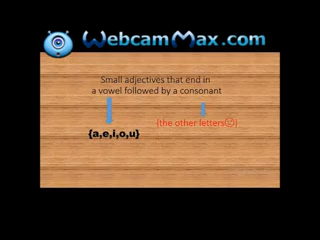 WebcamMax.com
Small adjectives that end in
a vowel followed by a consonant
{a,e,i,o,u}
(the other letters☹)